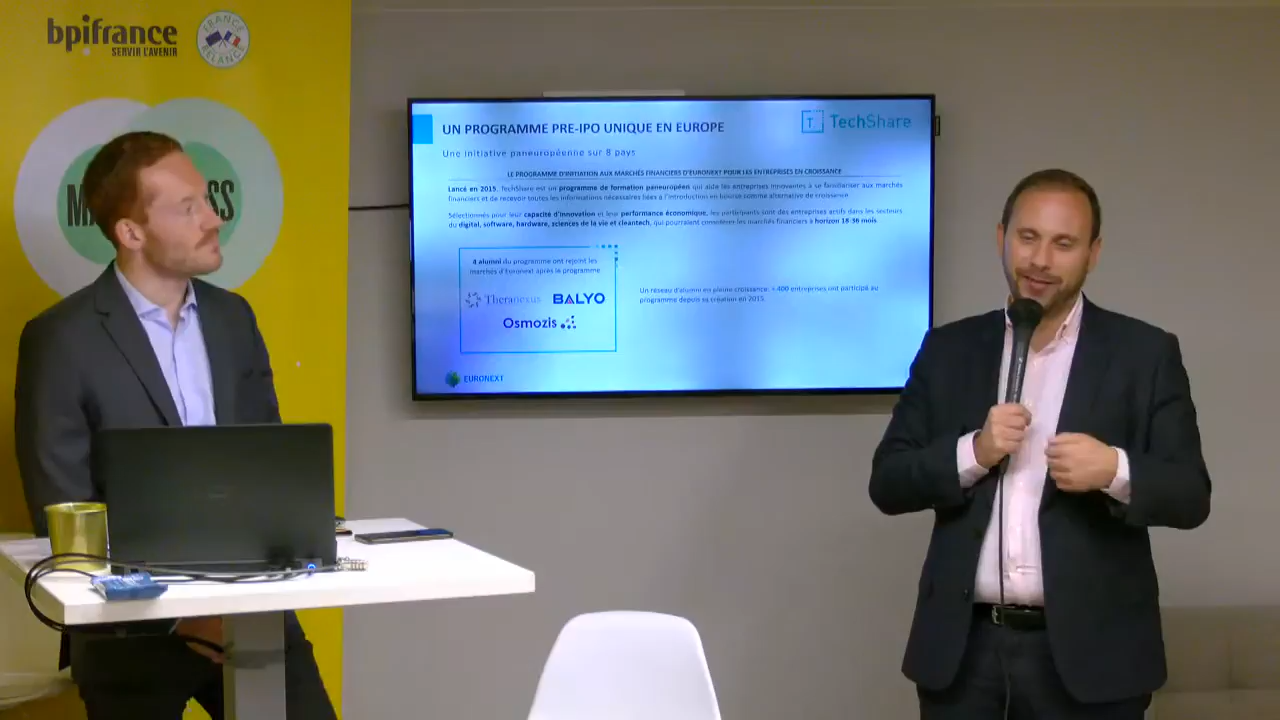 bpifrance
SERVIR L'AVENIR
FRANCE
RELANCE
UN PROGRAMME PRE-IPO UNIQUE EN EUROPE
TechShare
Une initiative paneuropéenne sur 8 pays
LE PROGRAMME D'INITIATION AUX MARCHÉS FINANCIERS D'EURONEXT POUR LES ENTREPRISES EN CROISSANCE
Lancé en 2015, TechShare est un programme de formation paneuropéen qui aide les entreprises innovantes à se familiariser aux marchés
financiers et de recevoir toutes les informations nécessaires liées à l'introduction en bourse comme alternative de croissance.
Sélectionnés pour leur capacité d'innovation et leur performance économique, les participants sont des entreprises actifs dans les secteurs
du digital, software, hardware, sciences de la vie et cleantech, qui pourraient considérer les marchés financiers à horizon 18-36 mois.
4 alumni du programme ont rejoint les
marchés d'Euronext après le programme
Theranexus
BALYO
Osmozis
Un réseau d'alumni en pleine croissance: +400 entreprises ont participé au
programme depuis sa création en 2015.
EURONEXT